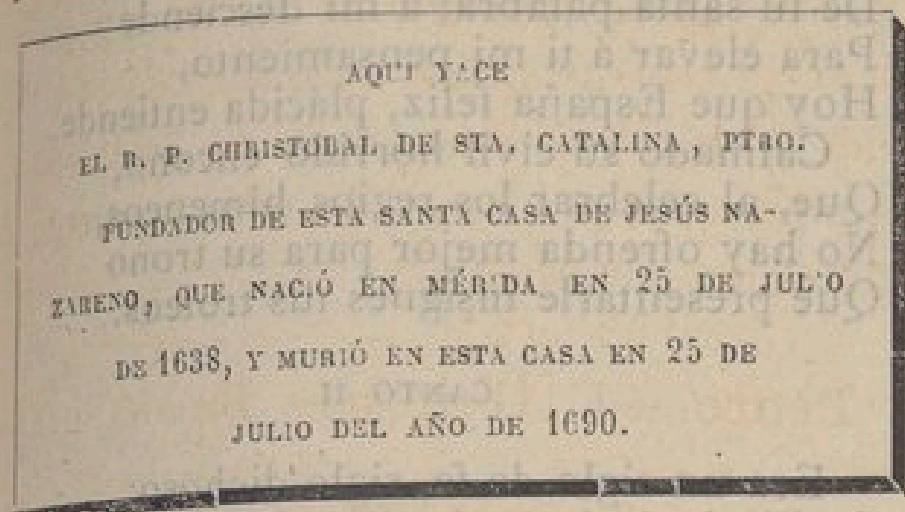 AQUI YACE
EL R. P. CHRISTOBAL DE STA. CATALINA, PTRO.
FUNDADOR DE ESTA SANTA CASA DE JESÚS NA-
ZARENO, QUE NACIÓ EN MÉRIDA EN 25 DE JULIO
DE 1638, Y MURIÓ EN ESTA CASA EN 25 DE
JULIO DEL AÑO DE 1690.